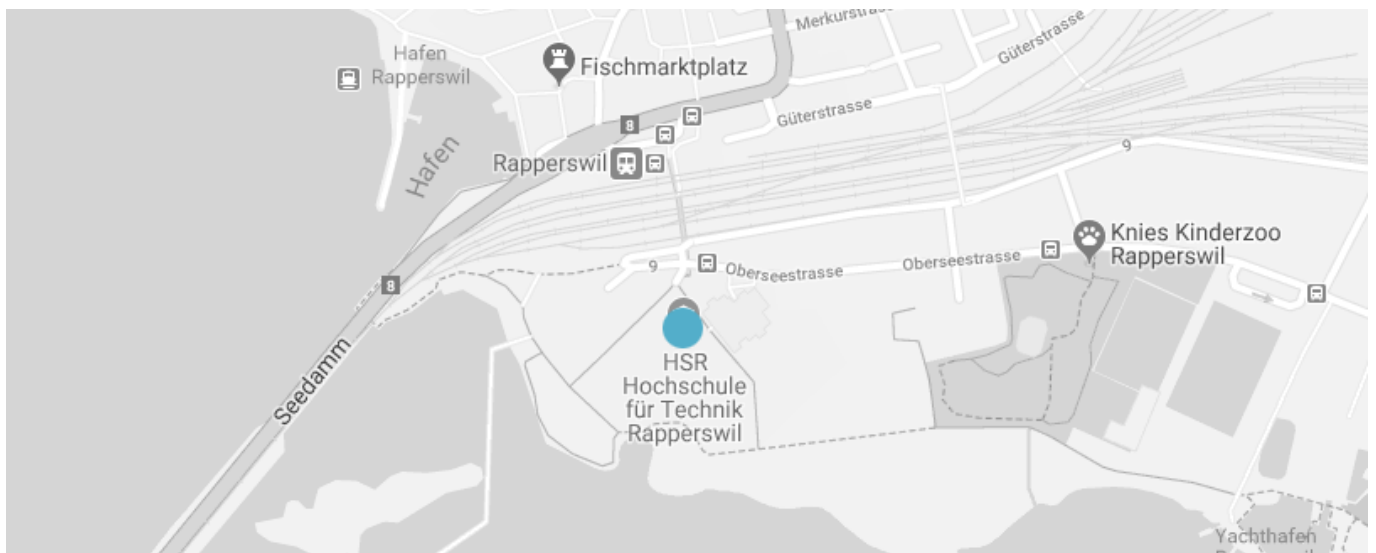 Merkurstrasse
Güterstrasse
Hafen
Rapperswil
Fischmarktplatz
Güterstrasse
8
Hafen
Rapperswil
9
Knies Kinderzoo
Rapperswil
9
Oberseestrasse
Oberseestrasse
8
HSR
Hochschule
für Technik
Rapperswil
Seedamm
Yachthafen